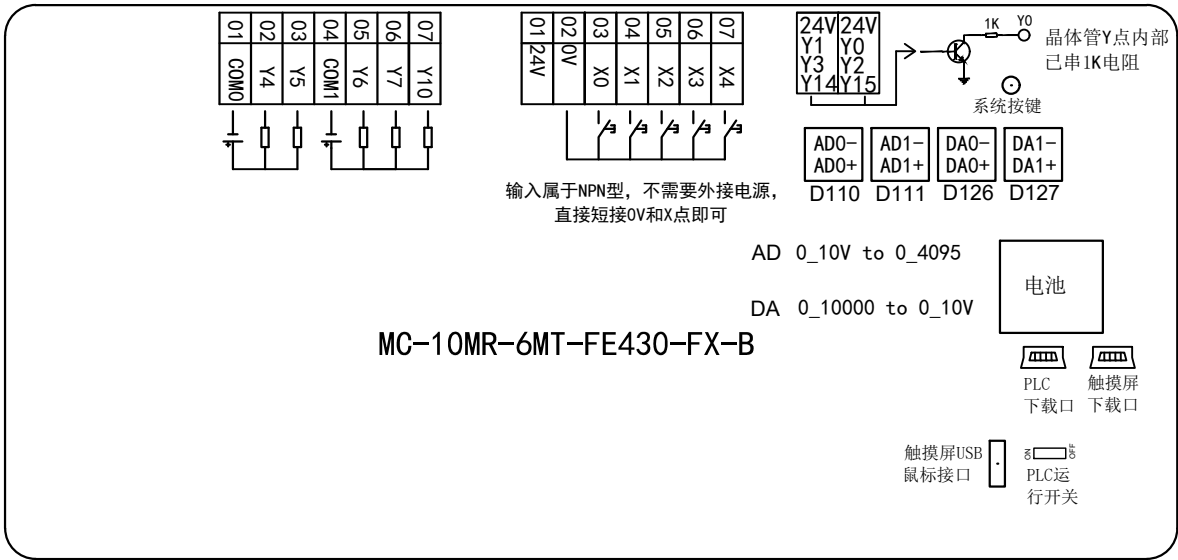 01 02 03 04 05 06 07
COM0 Y4 Y5 COM1 Y6 Y7 Y10
01 02 03 04 05 06 07
24V 0V X0 X1 X2 X3 X4
输入属于NPN型，不需要外接电源，
直接短接0V和X点即可
24V 24V
Y1 Y0
Y3 Y2
Y14 Y15
1K Y0
晶体管Y点内部
已串1K电阻
系统按键
AD0- AD1- DA0- DA1-
AD0+ AD1+ DA0+ DA1+
D110 D111 D126 D127
AD 0_10V to 0_4095
DA 0_10000 to 0_10V
电池
MC-10MR-6MT-FE430-FX-B
PLC
下载口
触摸屏
下载口
触摸屏USB
鼠标接口
ON OFF
PLC运
行开关